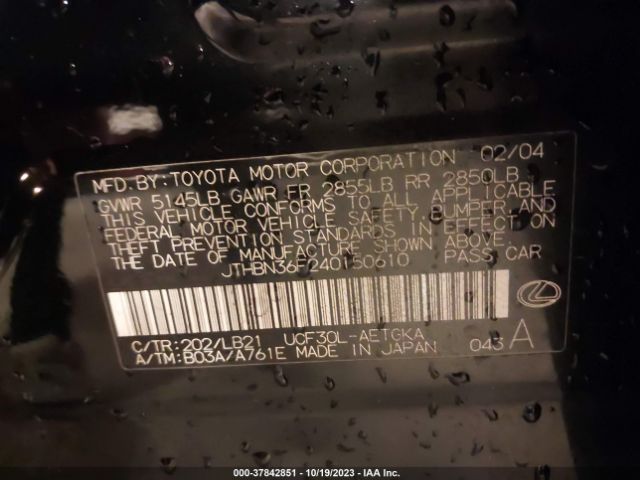 MFD. BY: TOYOTA MOTOR CORPORATION 02/04
GVWR 5145LB GAWR FR 2855LB RR 2850LB
THIS VEHICLE CONFORMS TO ALL APPLICABLE
FEDERAL MOTOR VEHICLE SAFETY, BUMPER AND
THEFT PREVENTION STANDARDS IN EFFECT ON
THE DATE OF MANUFACTURE SHOWN ABOVE.
JTHBN36F240150610 PASS CAR
C/TR: 202/LB21 UCF30L-AETGKA
A/TM: B03A/A761E MADE IN JAPAN 043 A
000-37842851 - 10/19/2023 - IAA Inc.